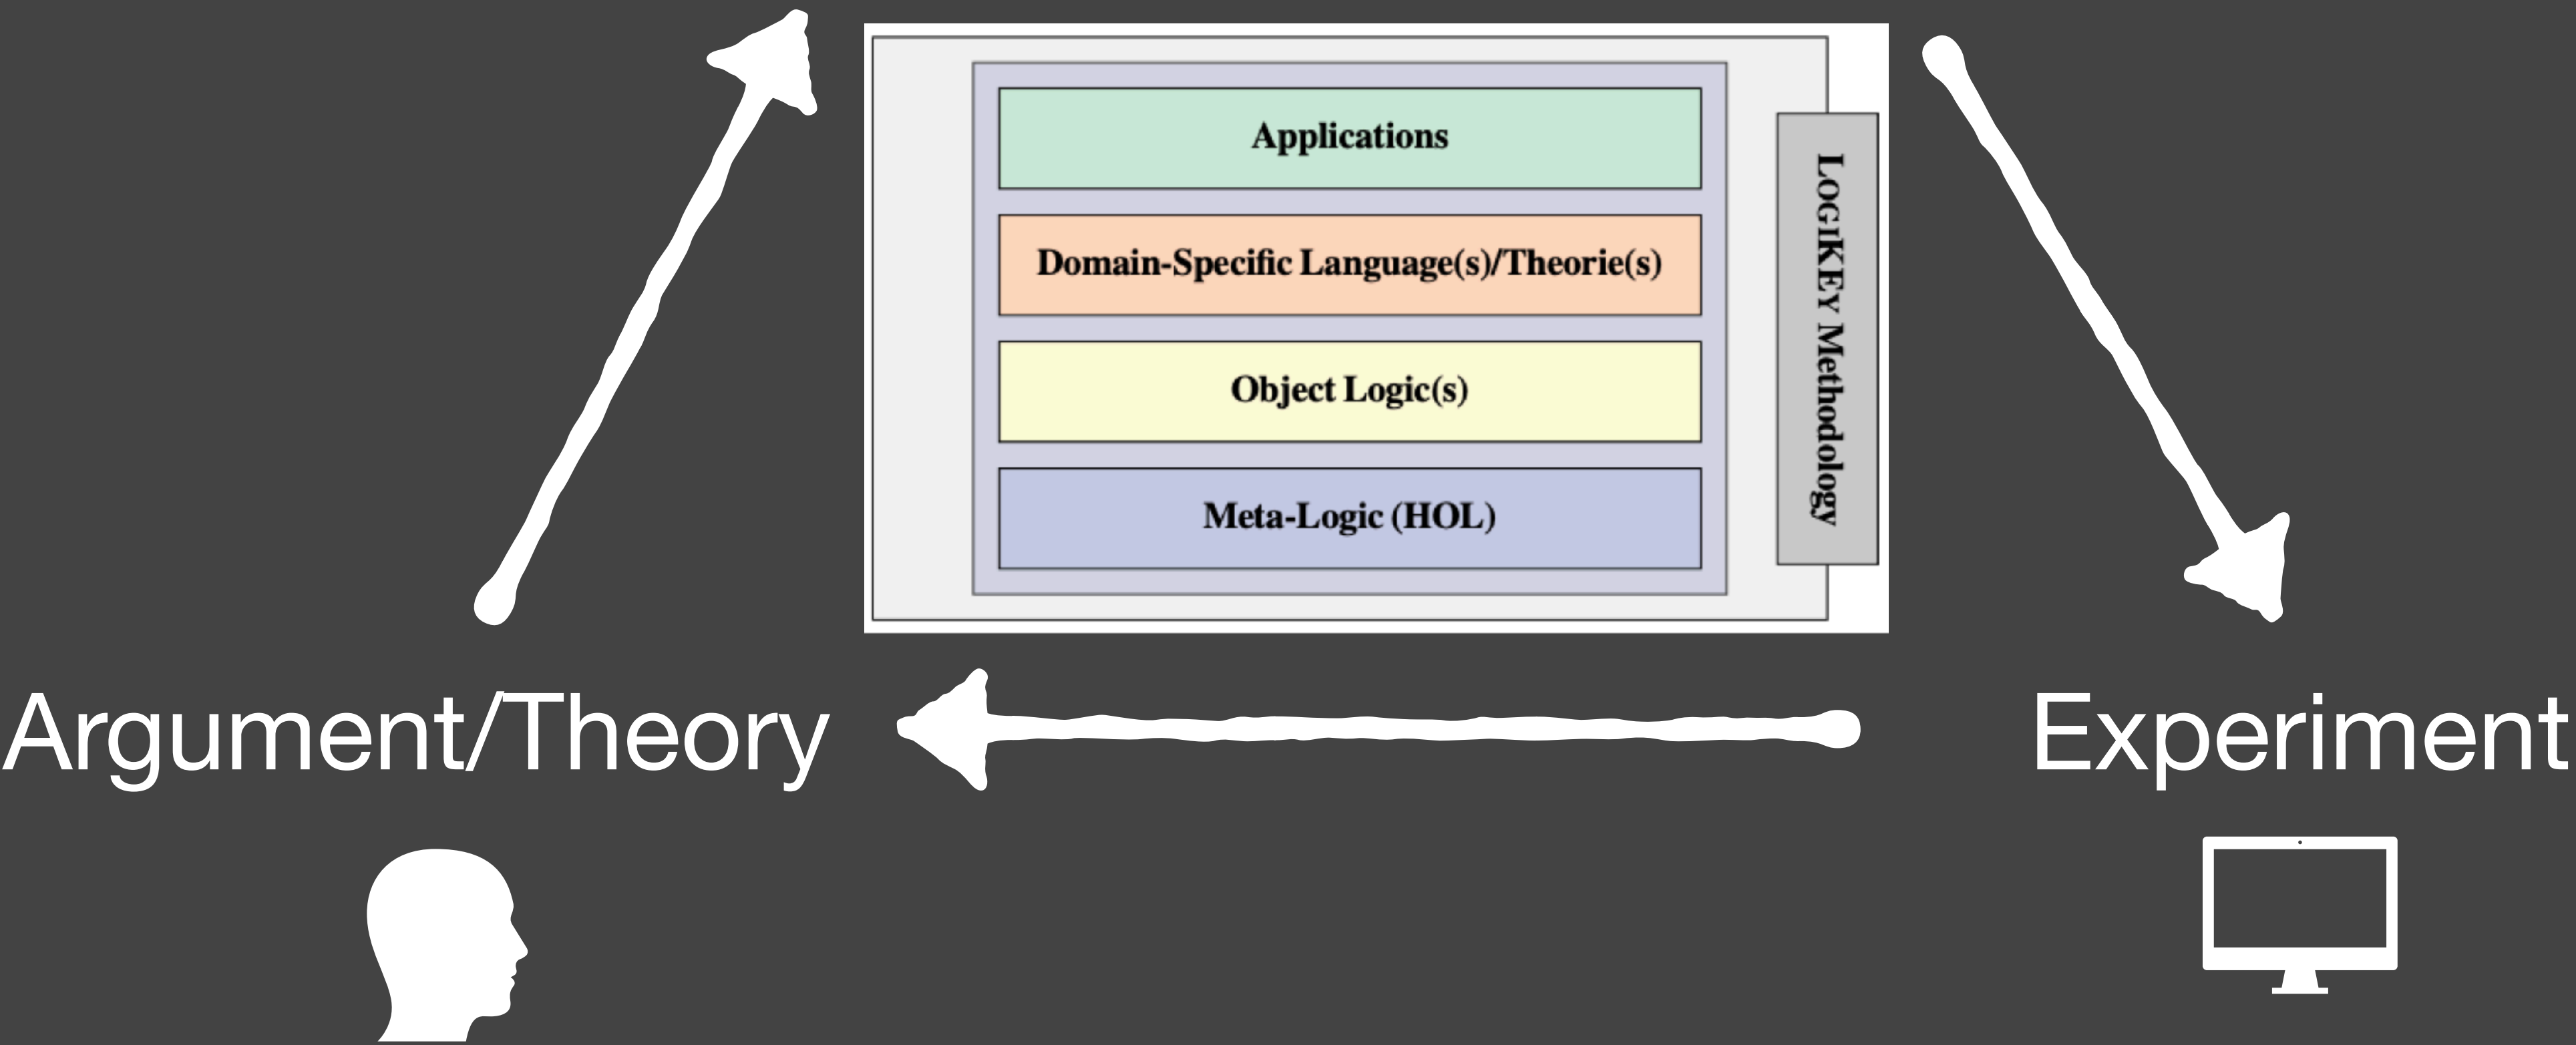 Applications
Domain-Specific Language(s)/Theorie(s)
Object Logic(s)
Meta-Logic (HOL)
LOGIKEY Methodology
Argument/Theory
Experiment